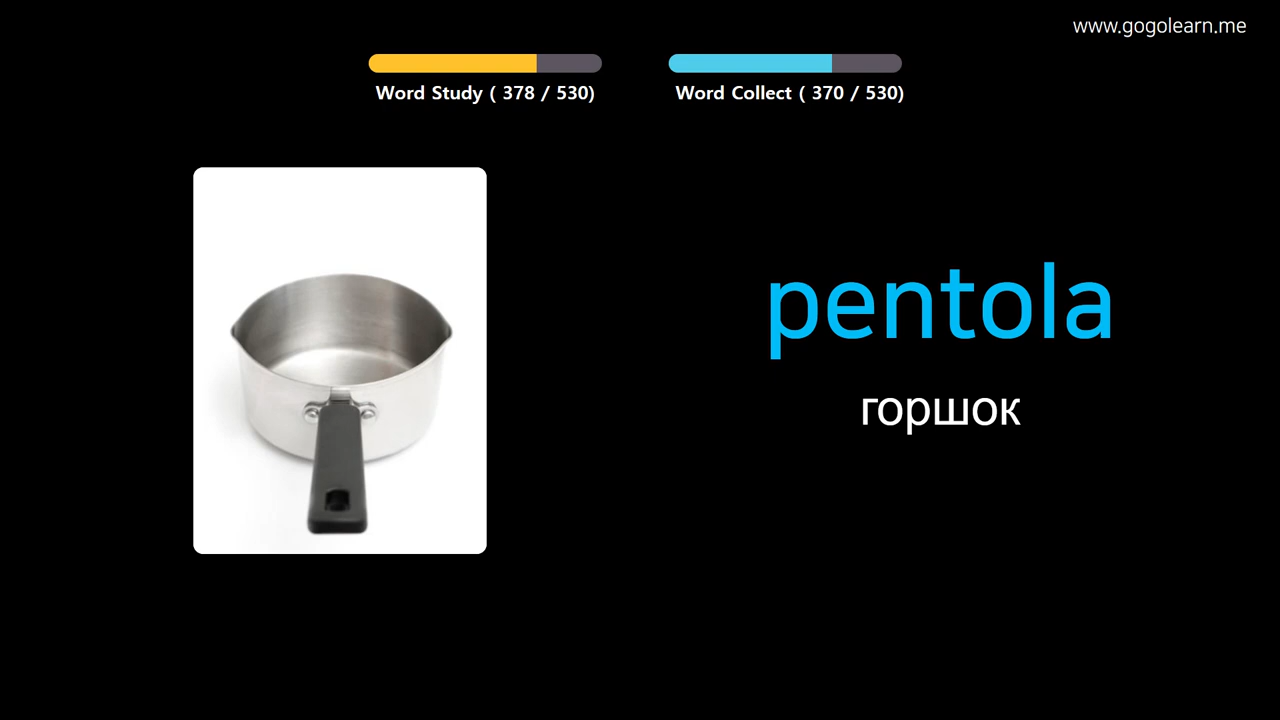 www.gogolearn.me
Word Study ( 378 / 530)
Word Collect ( 370 / 530)
pentola
горшок